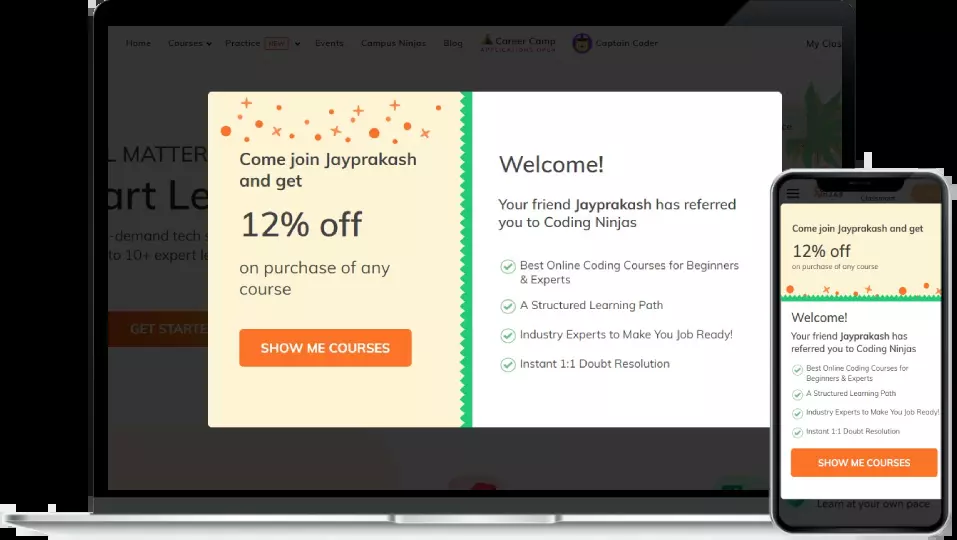 Home Courses Practice NEW Events Campus Ninjas Blog Career Camp Captain Coder My Clas
APPLICATIONS OPEN
L MATTER
art Le
-demand tech s
to 10+ expert le
GET STARTE
Come join Jayprakash
and get
12% off
on purchase of any
course
SHOW ME COURSES
Welcome!
Your friend Jayprakash has referred
you to Coding Ninjas
Best Online Coding Courses for Beginners
& Experts
A Structured Learning Path
Industry Experts to Make You Job Ready!
Instant 1:1 Doubt Resolution
Come join Jayprakash and get
12% off
on purchase of any course
Welcome!
Your friend Jayprakash has
referred you to Coding Ninjas
Best Online Coding Courses for
Beginners & Experts
A Structured Learning Path
Industry Experts to Make You Job Ready!
Instant 1:1 Doubt Resolution
SHOW ME COURSES
Learn at your own pace